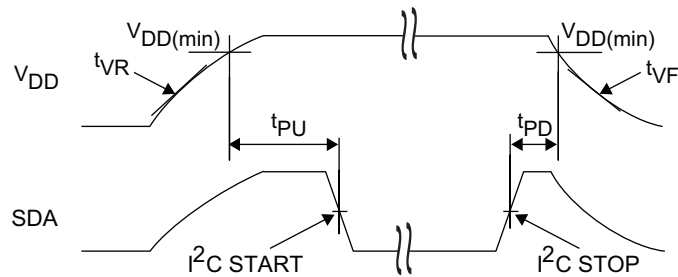 VDD(min)
VDD(min)
tVR
tVF
VDD
tPU
tPD
SDA
I2C START
I2C STOP